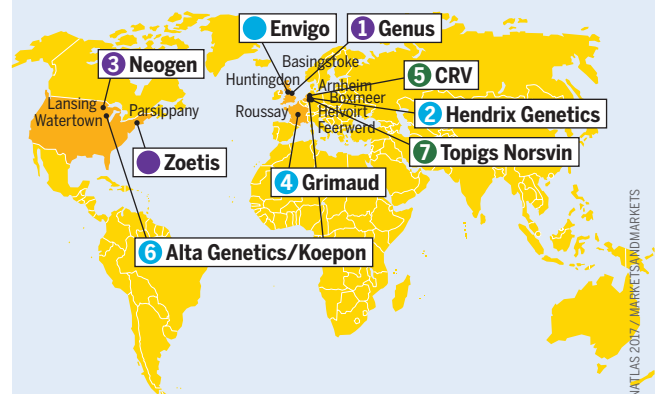 Envigo
1 Genus
3 Neogen
Basingstoke
Huntingdon
5 CRV
Arnheim
Boxmeer
Lansing
Watertown
Parsippany
Roussay
Helvoirt
Feerwerd
2 Hendrix Genetics
Zoetis
7 Topigs Norsvin
4 Grimaud
6 Alta Genetics/Koepon
NATLAS 2017 / MARKETSANDMARKETS